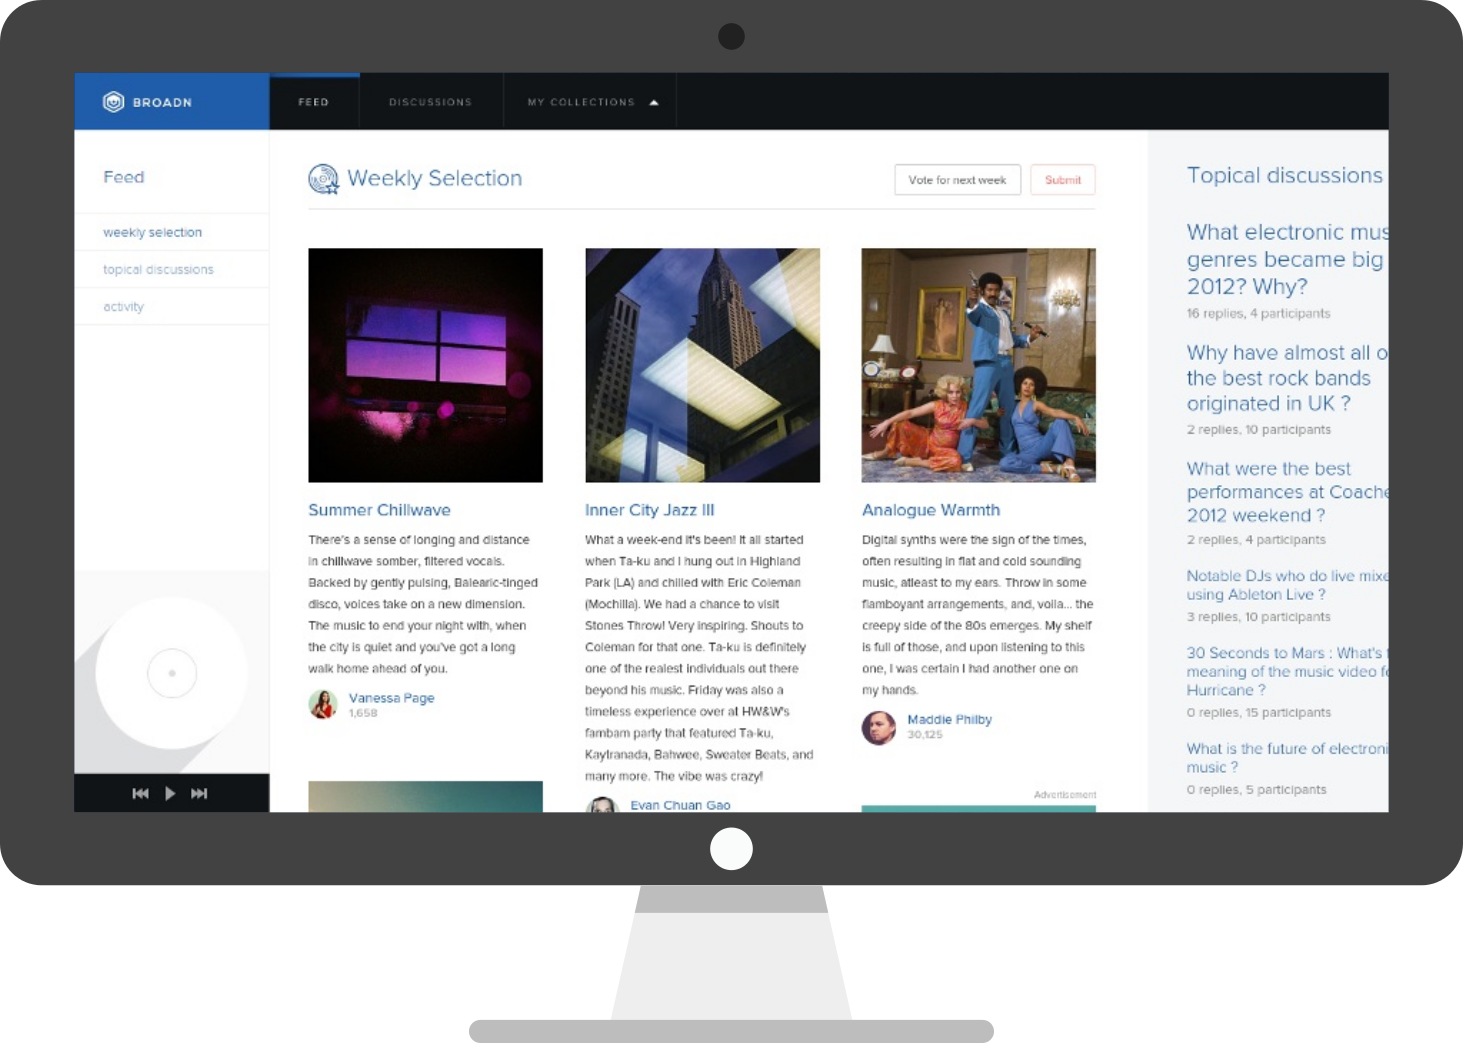 BROADN
FEED
DISCUSSIONS
MY COLLECTIONS
Feed
weekly selection
topical discussions
activity
Weekly Selection
Vote for next week
Submit
Summer Chillwave
There's a sense of longing and distance
in chillwave somber, filtered vocals.
Backed by gently pulsing, Balearic-tinged
disco, voices take on a new dimension.
The music to end your night with, when
the city is quiet and you've got a long
walk home ahead of you.
Vanessa Page
1,658
Inner City Jazz III
What a week-end it's been! It all started
when Ta-ku and I hung out in Highland
Park (LA) and chilled with Eric Coleman
(Mochilla). We had a chance to visit
Stones Throw! Very inspiring. Shouts to
Coleman for that one. Ta-ku is definitely
one of the realest individuals out there
beyond his music. Friday was also a
timeless experience over at HW&W's
fambam party that featured Ta-ku,
Kaytranada, Bahwee, Sweater Beats, and
many more. The vibe was crazy!
Evan Chuan Gao
Analogue Warmth
Digital synths were the sign of the times,
often resulting in flat and cold sounding
music, atleast to my ears. Throw in some
flamboyant arrangements, and, voila... the
creepy side of the 80s emerges. My shelf
is full of those, and upon listening to this
one, I was certain I had another one on
my hands.
Maddie Philby
30,125
Advertisement
Topical discussions
What electronic mus
genres became big
2012? Why?
16 replies, 4 participants
Why have almost all o
the best rock bands
originated in UK ?
2 replies, 10 participants
What were the best
performances at Coache
2012 weekend ?
2 replies, 4 participants
Notable DJs who do live mixe
using Ableton Live ?
3 replies, 10 participants
30 Seconds to Mars : What's
meaning of the music video fo
Hurricane ?
0 replies, 15 participants
What is the future of electroni
music ?
0 replies, 5 participants